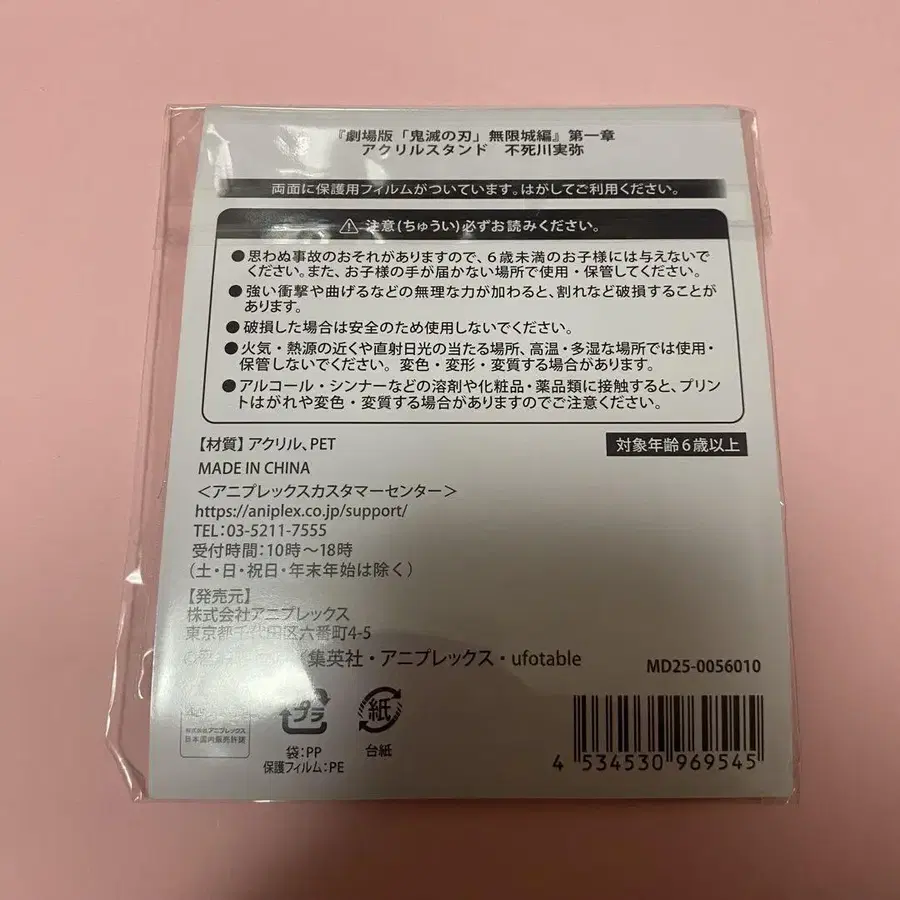 『劇場版「鬼滅の刃」無限城編』第一章
アクリルスタンド　不死川実弥
両面に保護用フィルムがついています。はがしてご利用ください。
注意(ちゅうい)必ずお読みください。
●思わぬ事故のおそれがありますので、6歳未満のお子様には与えないで
ください。また、お子様の手が届かない場所で使用・保管してください。
●強い衝撃や曲げるなどの無理な力が加わると、割れなど破損することが
あります。
●破損した場合は安全のため使用しないでください。
●火気・熱源の近くや直射日光の当たる場所、高温・多湿な場所では使用・
保管しないでください。変色・変形・変質する場合があります。
●アルコール・シンナーなどの溶剤や化粧品・薬品類に接触すると、プリン
トはがれや変色・変質する場合がありますのでご注意ください。
【材質】アクリル、PET
対象年齢6歳以上
MADE IN CHINA
＜アニプレックスカスタマーセンター＞
https://aniplex.co.jp/support/
TEL:03-5211-7555
受付時間:10時～18時
(土・日・祝日・年末年始は除く)
【発売元】
株式会社アニプレックス
東京都千代田区六番町4-5
集英社・アニプレックス・ufotable
MD25-0056010
株式会社アニプレックス
日本国内販売許諾
プラ
袋:PP
保護フィルム:PE
紙
台紙
4 534530 969545